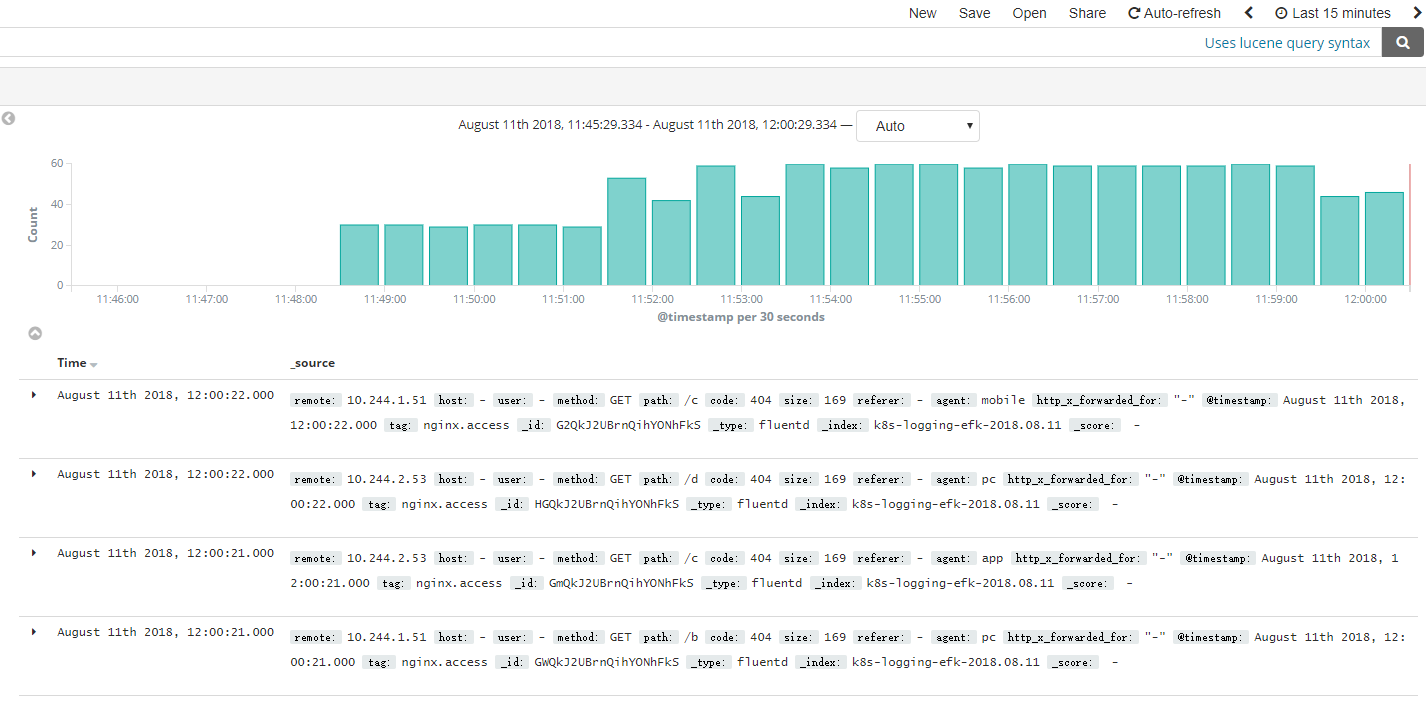 New Save Open Share Auto-refresh Last 15 minutes
Uses lucene query syntax
August 11th 2018, 11:45:29.334 - August 11th 2018, 12:00:29.334 — Auto
60
40
20
0
Count
11:46:00 11:47:00 11:48:00 11:49:00 11:50:00 11:51:00 11:52:00 11:53:00 11:54:00 11:55:00 11:56:00 11:57:00 11:58:00 11:59:00 12:00:00
@timestamp per 30 seconds
Time _source
August 11th 2018, 12:00:22.000 remote: 10.244.1.51 host: - user: - method: GET path: /c code: 404 size: 169 referer: - agent: mobile http_x_forwarded_for: "-" @timestamp: August 11th 2018,
12:00:22.000 tag: nginx.access _id: G2QkJ2UBrnQihYONhFkS _type: fluentd _index: k8s-logging-efk-2018.08.11 _score: -
August 11th 2018, 12:00:22.000 remote: 10.244.2.53 host: - user: - method: GET path: /d code: 404 size: 169 referer: - agent: pc http_x_forwarded_for: "-" @timestamp: August 11th 2018, 12:
00:22.000 tag: nginx.access _id: HGQkJ2UBrnQihYONhFkS _type: fluentd _index: k8s-logging-efk-2018.08.11 _score: -
August 11th 2018, 12:00:21.000 remote: 10.244.2.53 host: - user: - method: GET path: /c code: 404 size: 169 referer: - agent: app http_x_forwarded_for: "-" @timestamp: August 11th 2018, 1
2:00:21.000 tag: nginx.access _id: GmQkJ2UBrnQihYONhFkS _type: fluentd _index: k8s-logging-efk-2018.08.11 _score: -
August 11th 2018, 12:00:21.000 remote: 10.244.1.51 host: - user: - method: GET path: /b code: 404 size: 169 referer: - agent: pc http_x_forwarded_for: "-" @timestamp: August 11th 2018, 12:
00:21.000 tag: nginx.access _id: GWQkJ2UBrnQihYONhFkS _type: fluentd _index: k8s-logging-efk-2018.08.11 _score: -